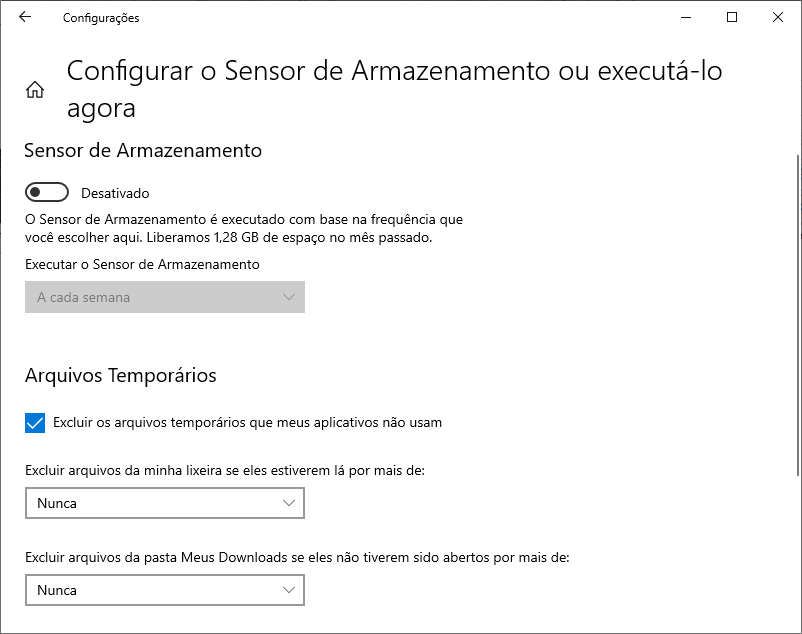 Configurações
Configurar o Sensor de Armazenamento ou executá-lo
agora
Sensor de Armazenamento
Desativado
O Sensor de Armazenamento é executado com base na frequência que
você escolher aqui. Liberamos 1,28 GB de espaço no mês passado.
Executar o Sensor de Armazenamento
A cada semana
Arquivos Temporários
Excluir os arquivos temporários que meus aplicativos não usam
Excluir arquivos da minha lixeira se eles estiverem lá por mais de:
Nunca
Excluir arquivos da pasta Meus Downloads se eles não tiverem sido abertos por mais de:
Nunca